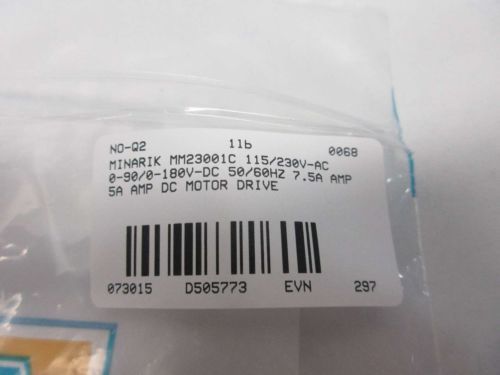 NO-Q2 11b 0068
MINARIK MM23001C 115/230V-AC
0-90/0-180V-DC 50/60HZ 7.5A AMP
5A AMP DC MOTOR DRIVE
073015 D505773 EVN 297